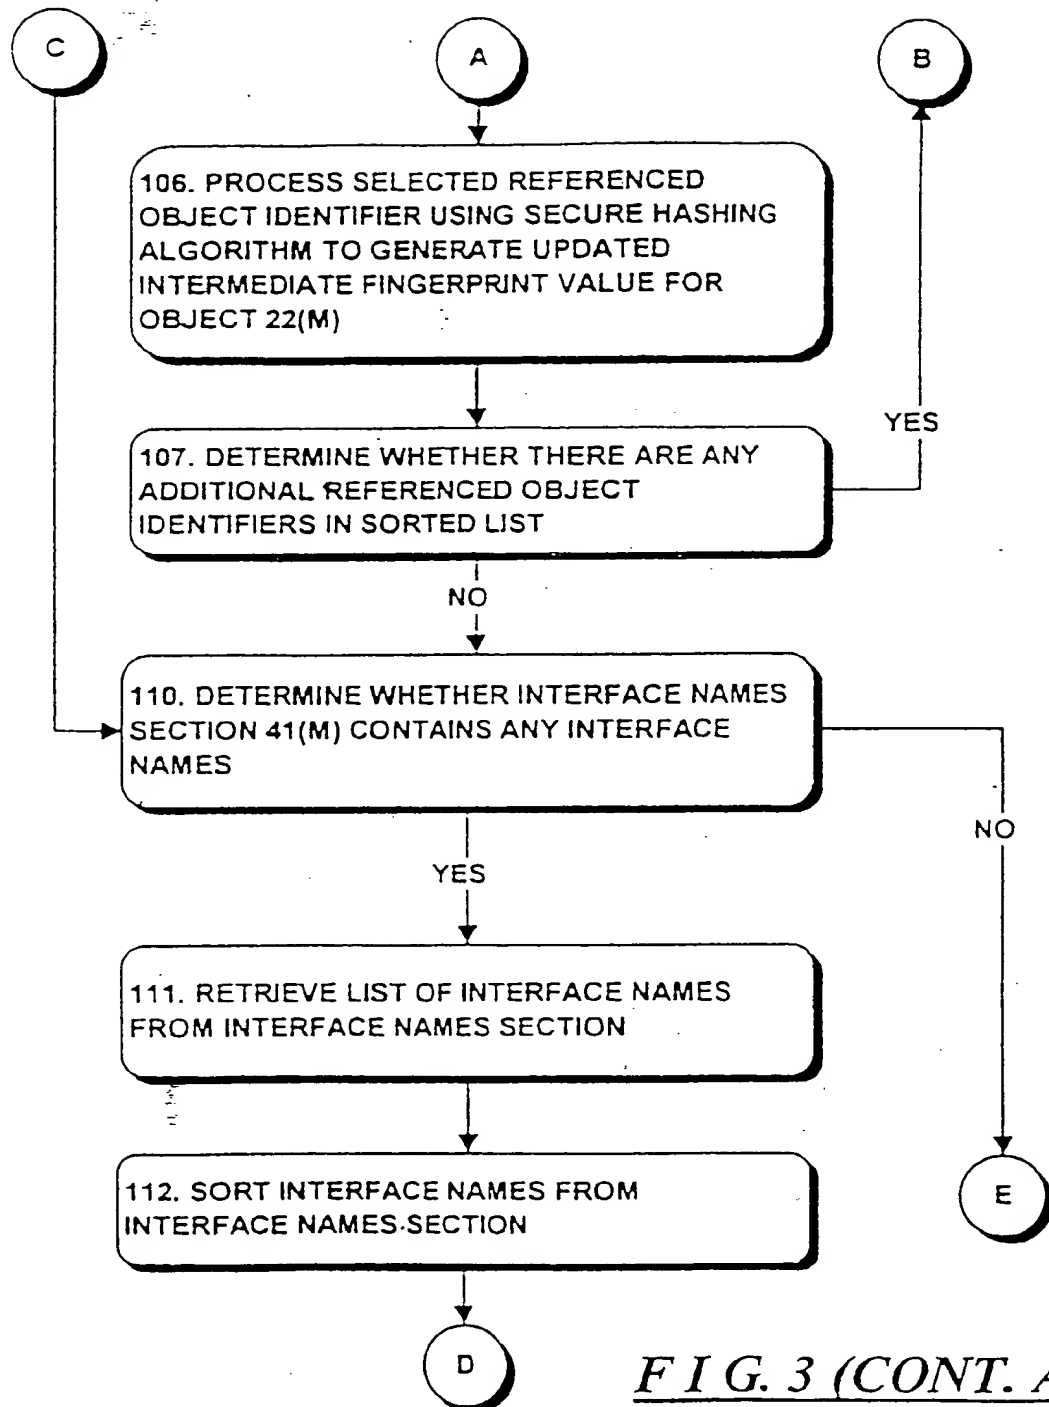 C
A
B
106. PROCESS SELECTED REFERENCED
OBJECT IDENTIFIER USING SECURE HASHING
ALGORITHM TO GENERATE UPDATED
INTERMEDIATE FINGERPRINT VALUE FOR
OBJECT 22(M)
YES
107. DETERMINE WHETHER THERE ARE ANY
ADDITIONAL REFERENCED OBJECT
IDENTIFIERS IN SORTED LIST
NO
110. DETERMINE WHETHER INTERFACE NAMES
SECTION 41(M) CONTAINS ANY INTERFACE
NAMES
NO
YES
111. RETRIEVE LIST OF INTERFACE NAMES
FROM INTERFACE NAMES SECTION
112. SORT INTERFACE NAMES FROM
INTERFACE NAMES SECTION
E
D
F I G. 3 (CONT. A